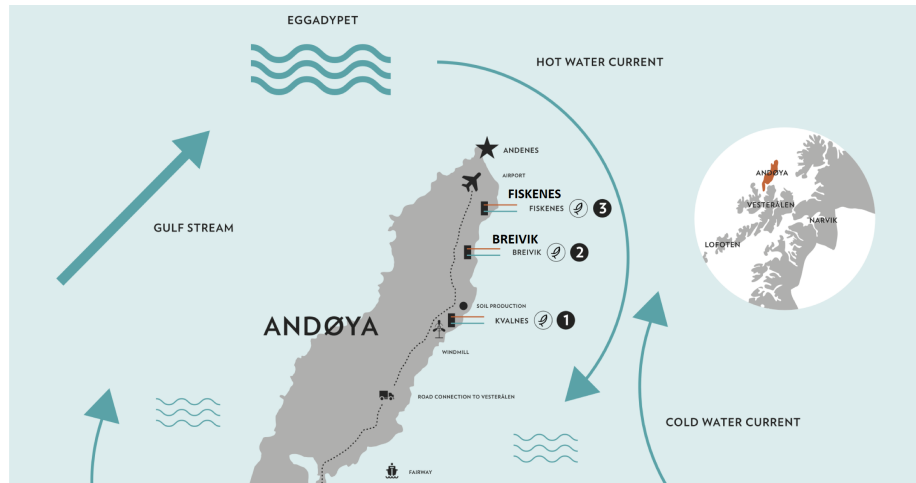 EGGADYPET
HOT WATER CURRENT
ANDENES
AIRPORT
FISKENES
FISKENES 3
GULF STREAM
BREIVIK
BREIVIK 2
SOIL PRODUCTION
ANDØYA
KVALNES 1
WINDMILL
ROAD CONNECTION TO VESTERÅLEN
COLD WATER CURRENT
FAIRWAY
ANDØYA
VESTERÅLEN
NARVIK
LOFOTEN